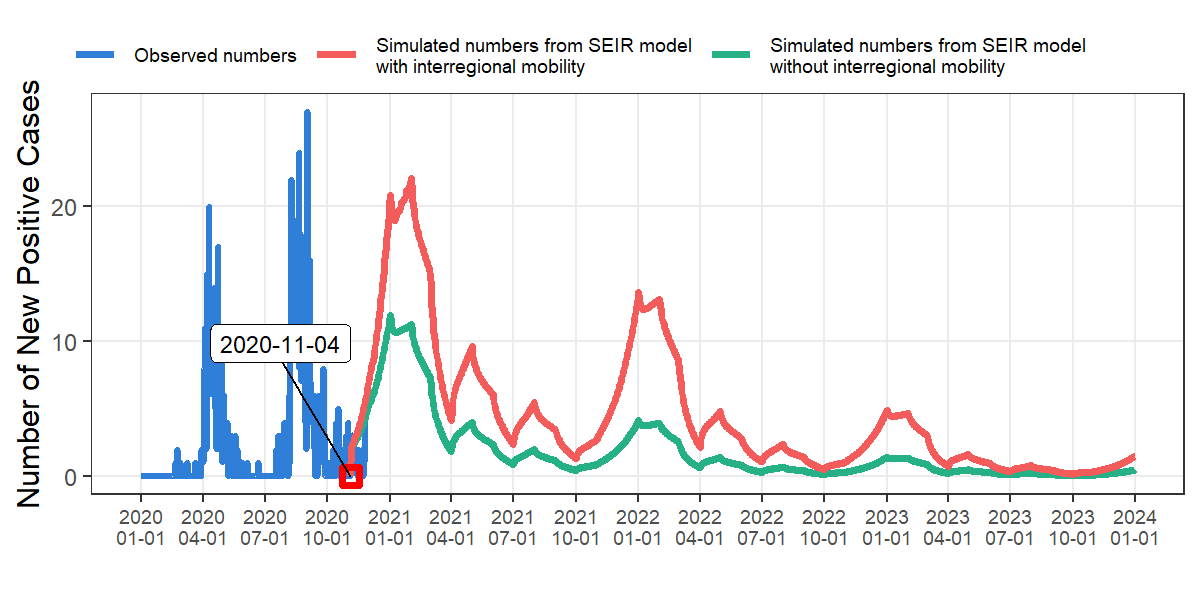 Observed numbers
Simulated numbers from SEIR model
with interregional mobility
Simulated numbers from SEIR model
without interregional mobility
Number of New Positive Cases
20
10
0
2020-11-04
2020 2020 2020 2020 2021 2021 2021 2021 2022 2022 2022 2022 2023 2023 2023 2023 2024
01-01 04-01 07-01 10-01 01-01 04-01 07-01 10-01 01-01 04-01 07-01 10-01 01-01 04-01 07-01 10-01 01-01